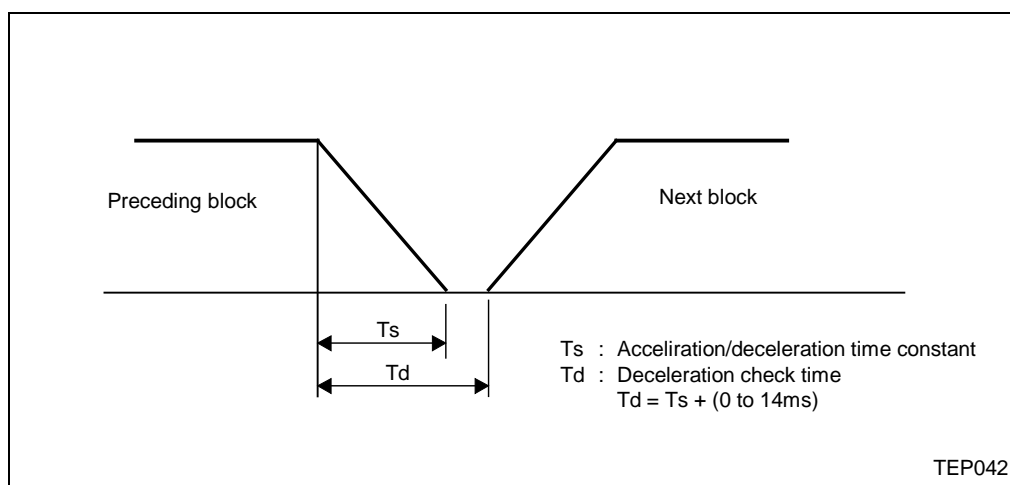 Preceding block
Next block
Ts
Td
Ts : Acceliration/deceleration time constant
Td : Deceleration check time
Td = Ts + (0 to 14ms)
TEP042